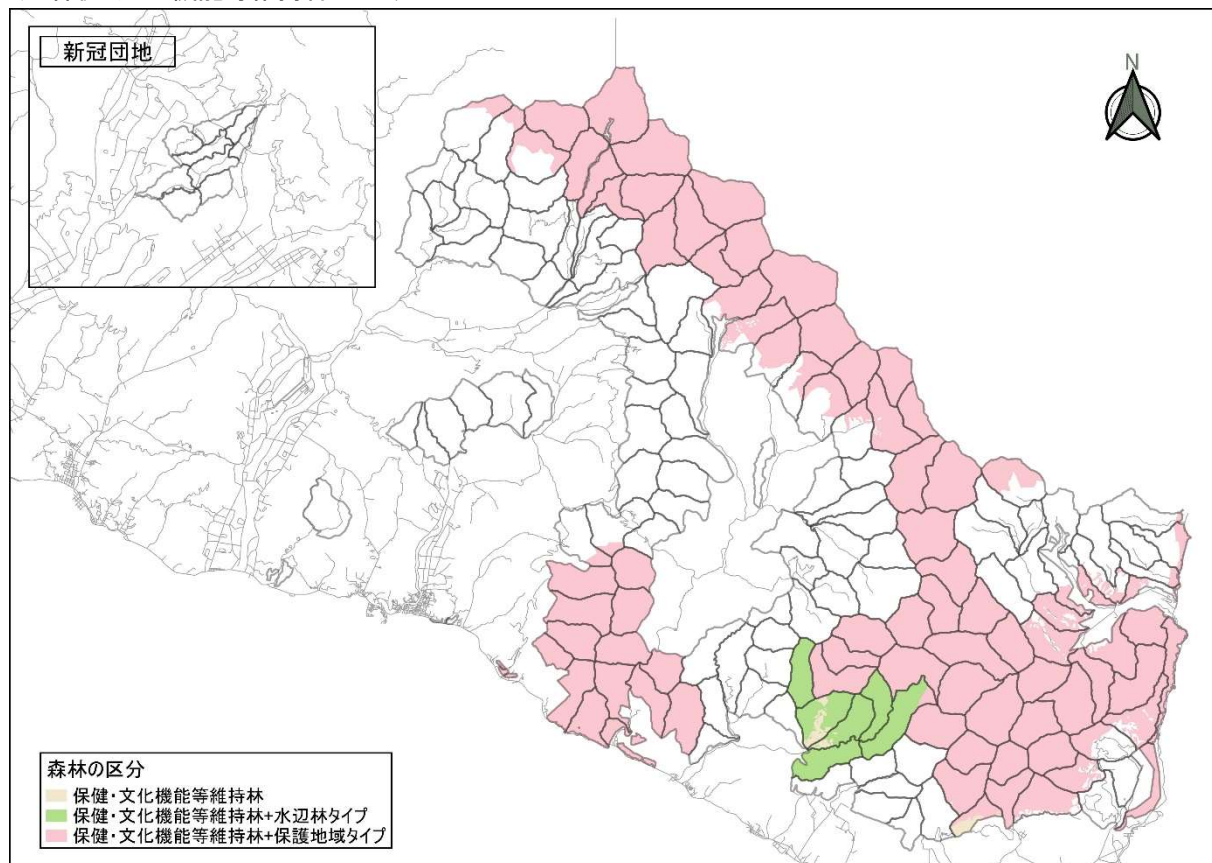 新冠団地
N
森林の区分
保健・文化機能等維持林
保健・文化機能等維持林+水辺林タイプ
保健・文化機能等維持林+保護地域タイプ